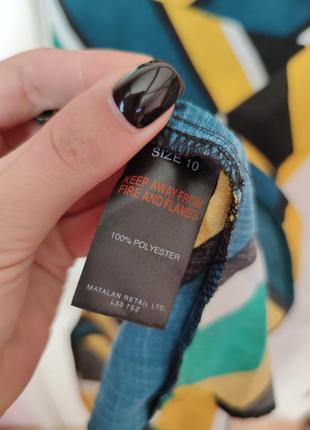 SIZE 10
KEEP AWAY FROM
FIRE AND FLAMES
100% POLYESTER
MATALAN RETAIL LTD.
L33 7SZ